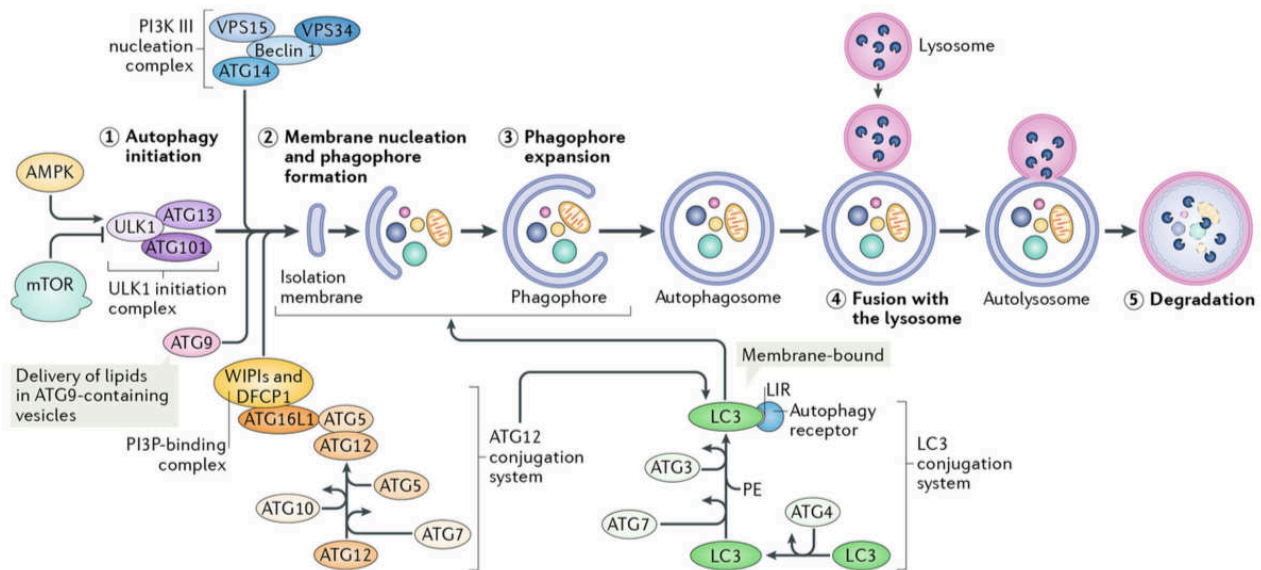 PI3K III
nucleation
complex
VPS15
VPS34
Beclin 1
ATG14
Lysosome
1 Autophagy
initiation
2 Membrane nucleation
and phagophore
formation
3 Phagophore
expansion
AMPK
ULK1
ATG13
ATG101
mTOR
ULK1 initiation
complex
Isolation
membrane
Phagophore
Autophagosome
4 Fusion with
the lysosome
Autolysosome
5 Degradation
ATG9
Delivery of lipids
in ATG9-containing
vesicles
WIPIs and
DFCP1
ATG16L1
ATG5
ATG12
PI3P-binding
complex
ATG5
ATG10
ATG7
ATG12
ATG12
conjugation
system
Membrane-bound
LIR
LC3
Autophagy
receptor
ATG3
PE
ATG7
ATG4
LC3
LC3
LC3
conjugation
system